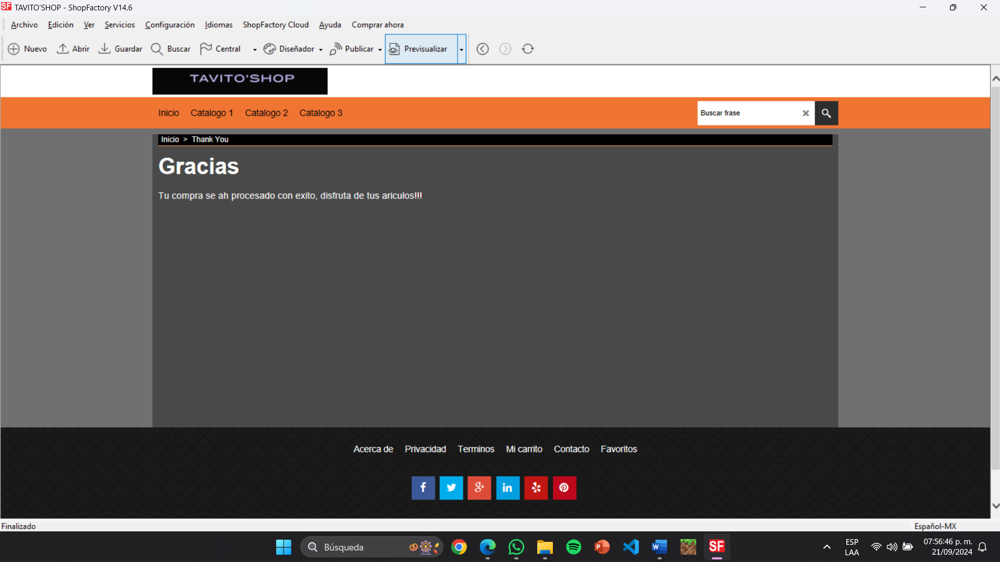 SF TAVITO'SHOP - ShopFactory V14.6
Archivo Edición Ver Servicios Configuración Idiomas ShopFactory Cloud Ayuda Comprar ahora
Nuevo Abrir Guardar Buscar Central Diseñador Publicar Previsualizar
TAVITO'SHOP
Inicio Catalogo 1 Catalogo 2 Catalogo 3 Buscar frase
Inicio > Thank You
Gracias
Tu compra se ah procesado con exito, disfruta de tus ariculos!!!
Acerca de Privacidad Terminos Mi carrito Contacto Favoritos
f g+ in
Finalizado Español-MX
Búsqueda P W SF ESP 07:56:46 p. m.
LAA 21/09/2024